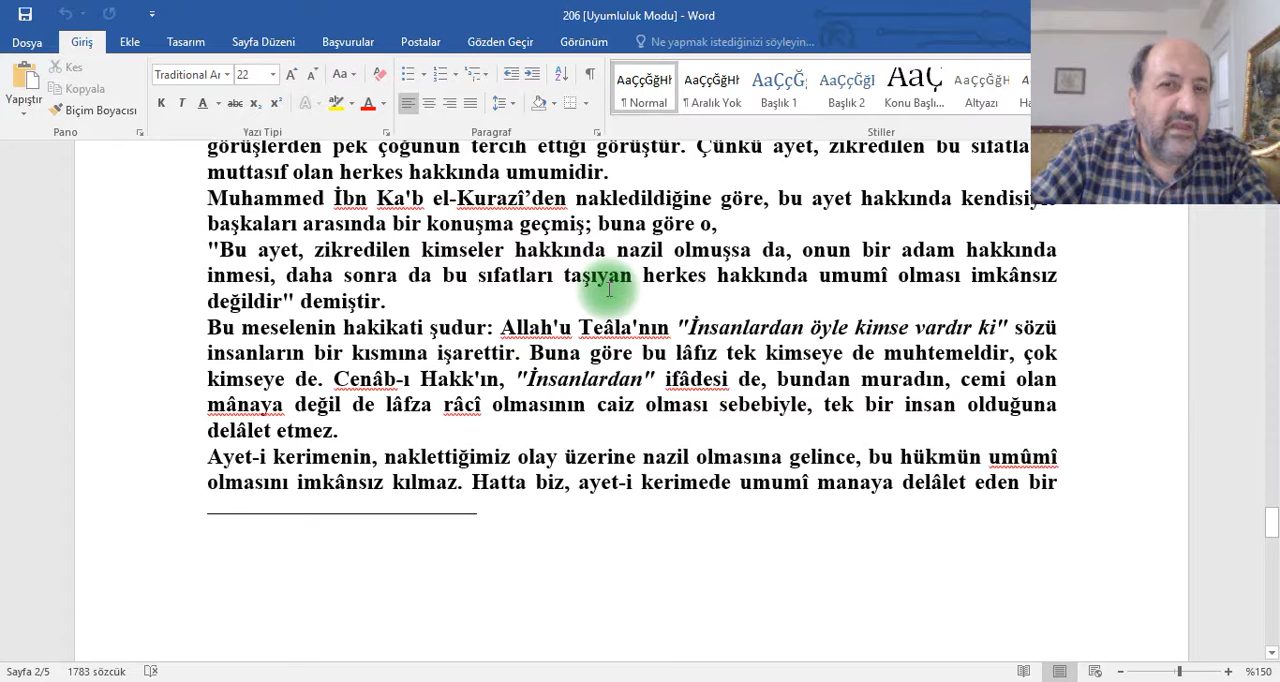 206 [Uyumluluk Modu] - Word
Dosya Giriş Ekle Tasarım Sayfa Düzeni Başvurular Postalar Gözden Geçir Görünüm Ne yapmak istediğinizi söyleyin...
Yapıştır
Kes
Kopyala
Biçim Boyacısı
Traditional Ar 22
AaÇçĞğHł AaÇçĞğHł AaÇçĞ AaÇçĞğI AaÇ AaÇçĞğH
¶ Normal ¶ Aralık Yok Başlık 1 Başlık 2 Konu Başlı... Altyazı
Pano Yazı Tipi Paragraf Stiller
görüşlerden pek çoğunun tercih ettiği görüştür. Çünkü ayet, zikredilen bu sıfatla
muttasıf olan herkes hakkında umumidir.
Muhammed İbn Ka'b el-Kurazî’den nakledildiğine göre, bu ayet hakkında kendisiyle
başkaları arasında bir konuşma geçmiş; buna göre o,
"Bu ayet, zikredilen kimseler hakkında nazil olmuşsa da, onun bir adam hakkında
inmesi, daha sonra da bu sıfatları taşıyan herkes hakkında umumî olması imkânsız
değildir" demiştir.
Bu meselenin hakikati şudur: Allah'u Teâla'nın "İnsanlardan öyle kimse vardır ki" sözü
insanların bir kısmına işarettir. Buna göre bu lâfız tek kimseye de muhtemeldir, çok
kimseye de. Cenâb-ı Hakk'ın, "İnsanlardan" ifâdesi de, bundan muradın, cemi olan
mânaya değil de lâfza râcî olmasının caiz olması sebebiyle, tek bir insan olduğuna
delâlet etmez.
Ayet-i kerimenin, naklettiğimiz olay üzerine nazil olmasına gelince, bu hükmün umûmî
olmasını imkânsız kılmaz. Hatta biz, ayet-i kerimede umumî manaya delâlet eden bir
Sayfa 2/5 1783 sözcük %150